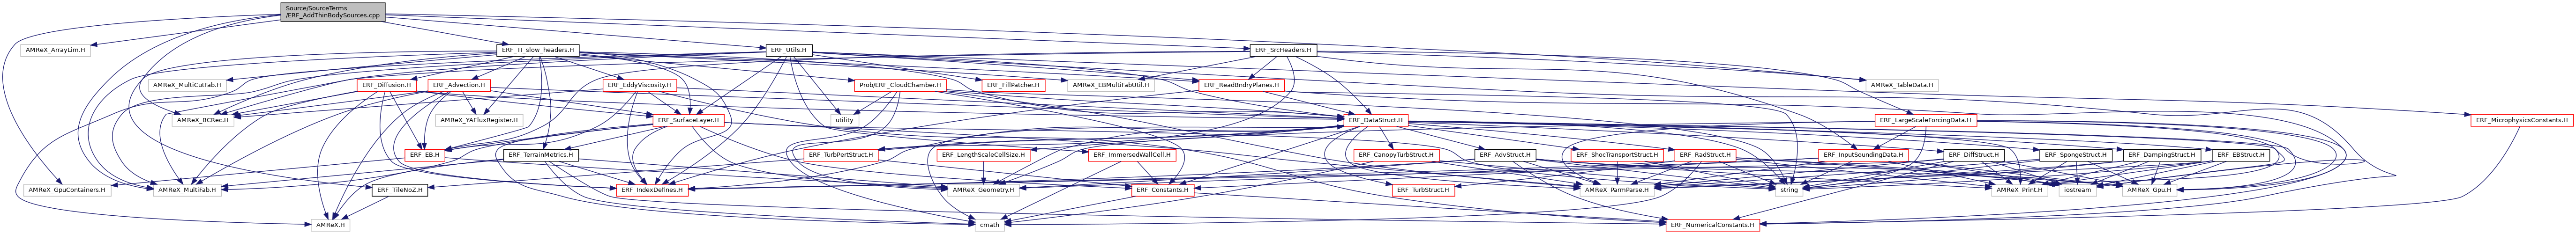 Source/SourceTerms
/ERF_AddThinBodySources.cpp
AMReX_ArrayLim.H
ERF_TI_slow_headers.H
ERF_Utils.H
ERF_SrcHeaders.H
AMReX_MultiCutFab.H
ERF_Diffusion.H
ERF_Advection.H
ERF_EddyViscosity.H
Prob/ERF_CloudChamber.H
ERF_FillPatcher.H
AMReX_EBMultiFabUtil.H
ERF_ReadBndryPlanes.H
AMReX_TableData.H
AMReX_BCRec.H
AMReX_YAFluxRegister.H
ERF_SurfaceLayer.H
utility
ERF_DataStruct.H
ERF_LargeScaleForcingData.H
ERF_MicrophysicsConstants.H
ERF_EB.H
ERF_TerrainMetrics.H
ERF_TurbPertStruct.H
ERF_LengthScaleCellSize.H
ERF_ImmersedWallCell.H
ERF_CanopyTurbStruct.H
ERF_AdvStruct.H
ERF_ShocTransportStruct.H
ERF_RadStruct.H
ERF_InputSoundingData.H
ERF_DiffStruct.H
ERF_SpongeStruct.H
ERF_DampingStruct.H
ERF_EBStruct.H
AMReX_GpuContainers.H
AMReX_MultiFab.H
ERF_TileNoZ.H
ERF_IndexDefines.H
AMReX_Geometry.H
ERF_Constants.H
ERF_TurbStruct.H
AMReX_ParmParse.H
string
AMReX_Print.H
iostream
AMReX_Gpu.H
AMReX.H
cmath
ERF_NumericalConstants.H